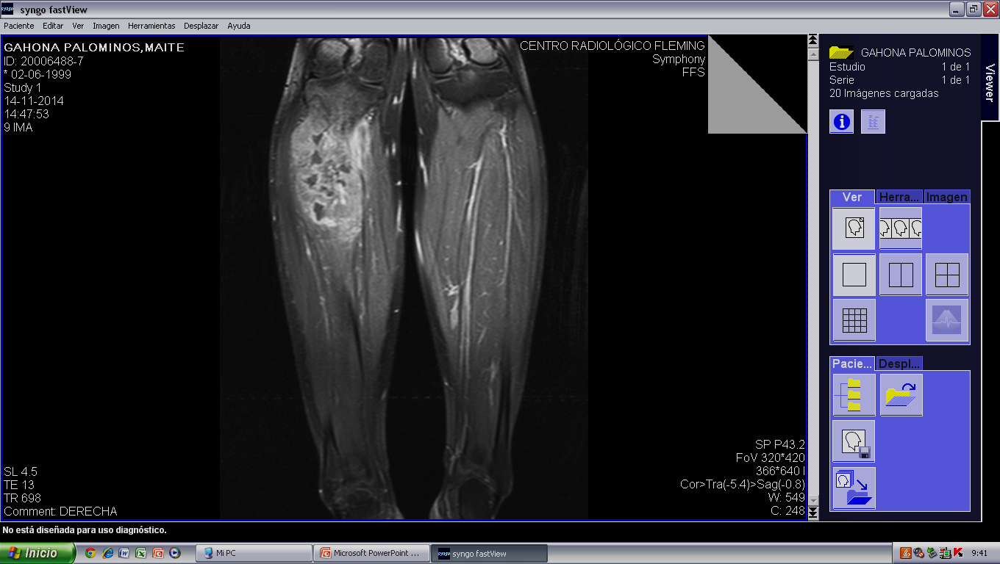 syngo syngo fastView
Paciente Editar Ver Imagen Herramientas Desplazar Ayuda
GAHONA PALOMINOS,MAITE
ID: 20006488-7
* 02-06-1999
Study 1
14-11-2014
14:47:53
9 IMA
CENTRO RADIOLÓGICO FLEMING
Symphony
FFS
SL 4.5
TE 13
TR 698
Comment: DERECHA
SP P43.2
FoV 320*420
366*640 I
Cor>Tra(-5.4)>Sag(-0.8)
W: 549
C: 248
GAHONA PALOMINOS
Estudio 1 de 1
Serie 1 de 1
20 Imágenes cargadas
Viewer
Ver Herra... Imagen
Pacie... Despl...
No está diseñada para uso diagnóstico.
Inicio Mi PC Microsoft PowerPoint ... syngo syngo fastView 9:41